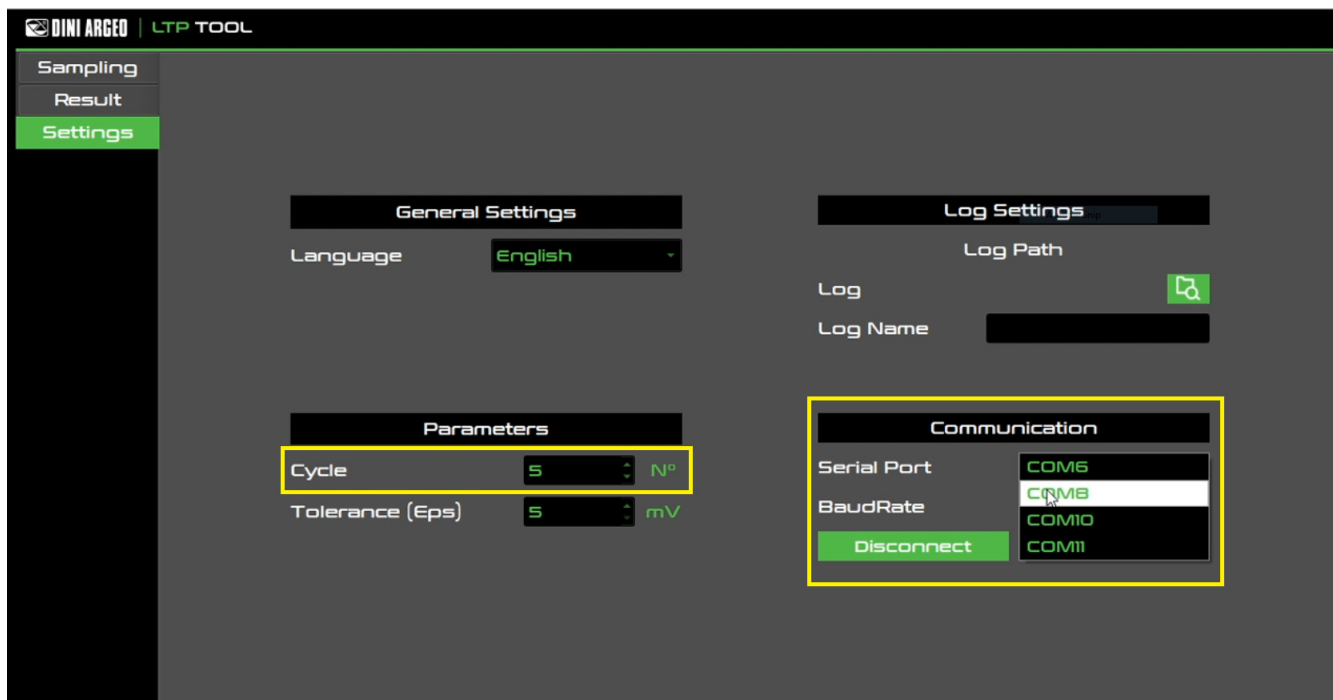 DINI ARGEO | LTP TOOL
Sampling
Result
Settings
General Settings
Language English
Log Settings
Log Path
Log
Log Name
Parameters
Cycle 5 N°
Tolerance (Eps) 5 mV
Communication
Serial Port COM6
COM8
BaudRate
COM10
Disconnect COM11